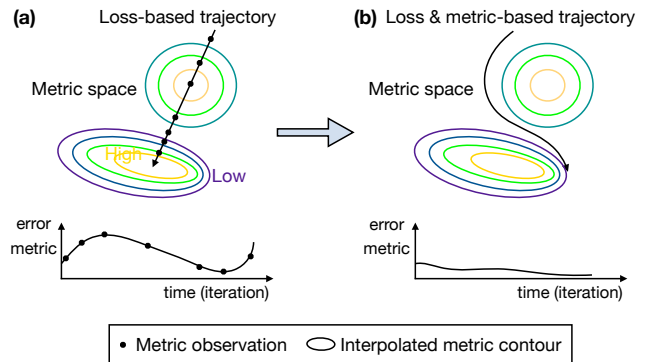 (a) Loss-based trajectory
Metric space
High
Low
error
metric
time (iteration)
(b) Loss & metric-based trajectory
Metric space
error
metric
time (iteration)
Metric observation Interpolated metric contour